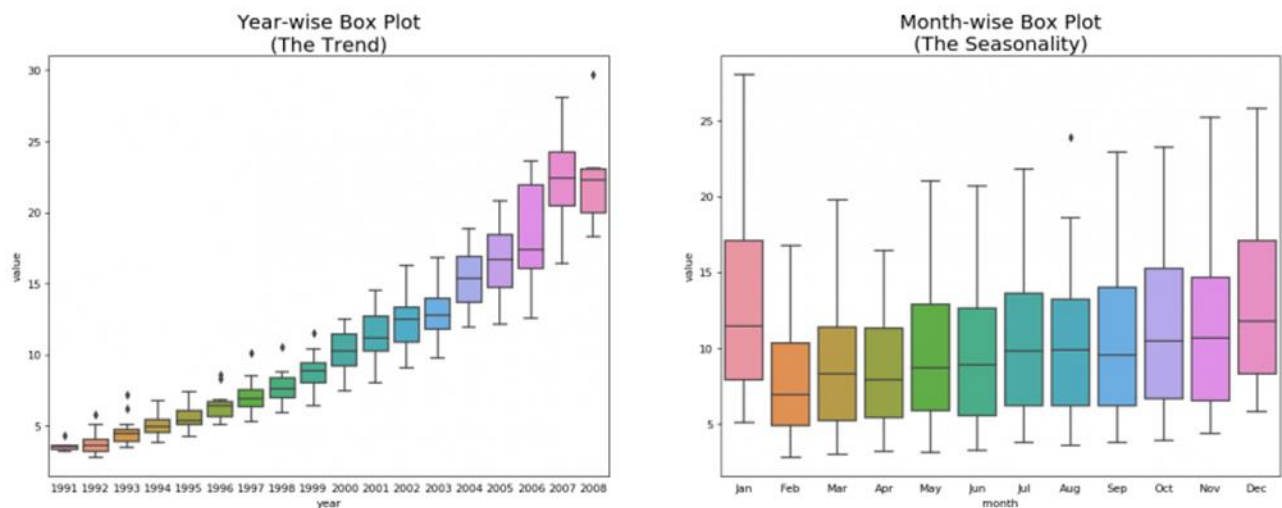 Year-wise Box Plot
(The Trend)
30
25
20
15
10
5
value
1991 1992 1993 1994 1995 1996 1997 1998 1999 2000 2001 2002 2003 2004 2005 2006 2007 2008
year
Month-wise Box Plot
(The Seasonality)
25
20
15
10
5
value
Jan Feb Mar Apr May Jun Jul Aug Sep Oct Nov Dec
month